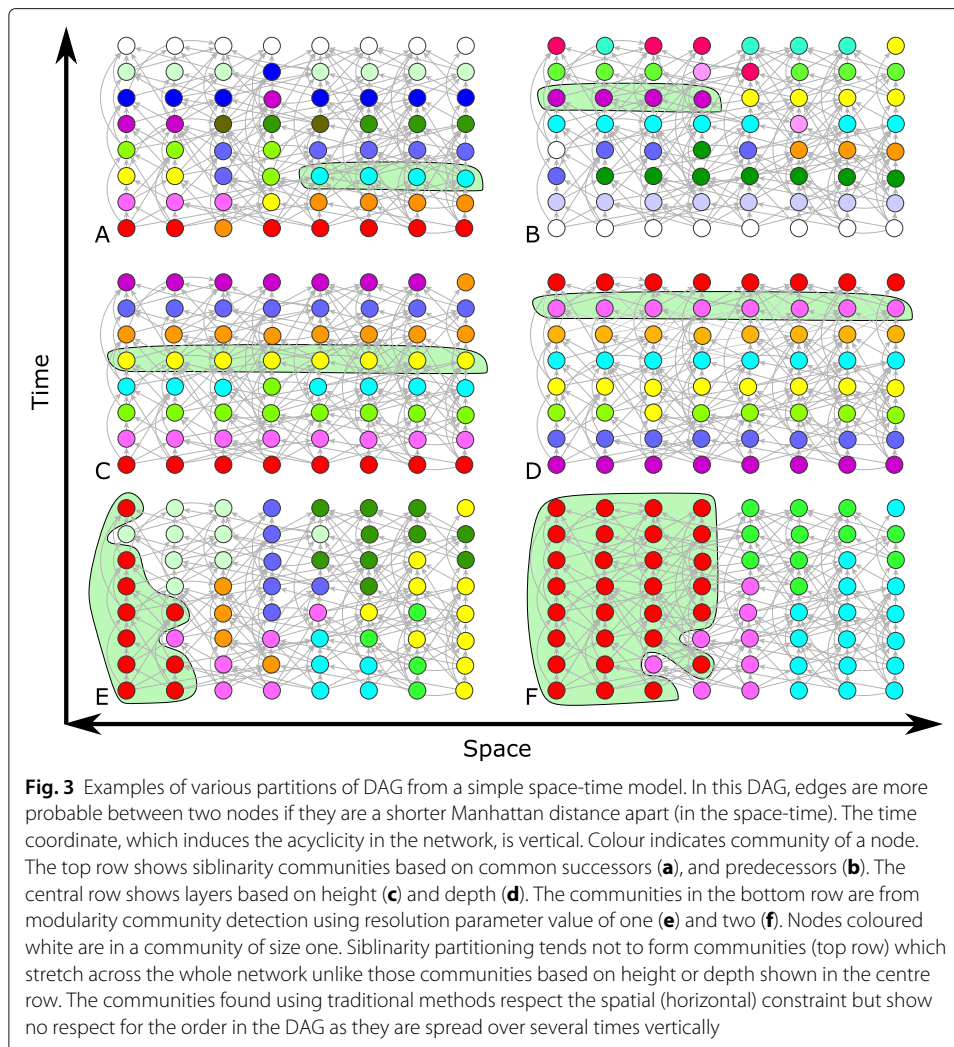 A
B
Time
C
D
E
F
Space
Fig. 3 Examples of various partitions of DAG from a simple space-time model. In this DAG, edges are more
probable between two nodes if they are a shorter Manhattan distance apart (in the space-time). The time
coordinate, which induces the acyclicity in the network, is vertical. Colour indicates community of a node.
The top row shows siblinarity communities based on common successors (a), and predecessors (b). The
central row shows layers based on height (c) and depth (d). The communities in the bottom row are from
modularity community detection using resolution parameter value of one (e) and two (f). Nodes coloured
white are in a community of size one. Siblinarity partitioning tends not to form communities (top row) which
stretch across the whole network unlike those communities based on height or depth shown in the centre
row. The communities found using traditional methods respect the spatial (horizontal) constraint but show
no respect for the order in the DAG as they are spread over several times vertically